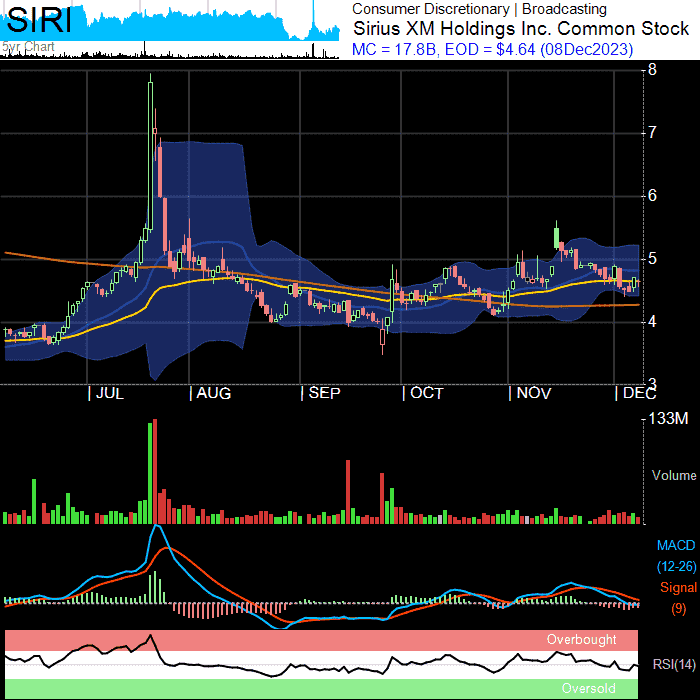 SIRI
Consumer Discretionary | Broadcasting
Sirius XM Holdings Inc. Common Stock
5yr Chart
MC = 17.8B, EOD = $4.64 (08Dec2023)
8
7
6
5
4
3
| JUL | AUG | SEP | OCT | NOV | DEC
133M
Volume
MACD
(12-26)
Signal
(9)
Overbought
RSI(14)
Oversold